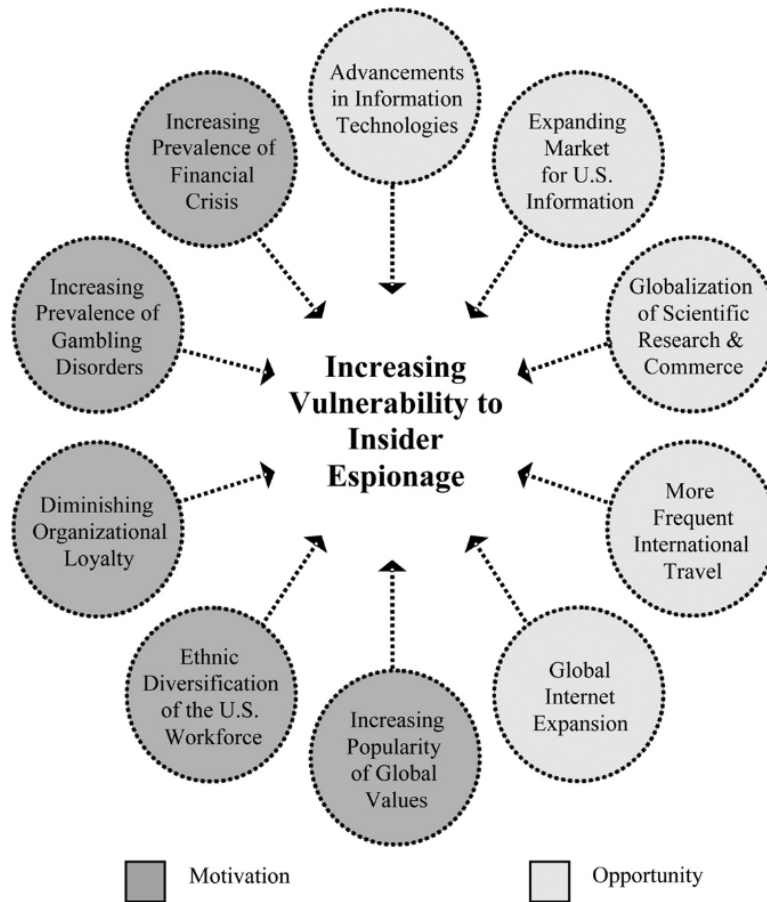 Advancements
in Information
Technologies
Expanding
Market
for U.S.
Information
Globalization
of Scientific
Research &
Commerce
More
Frequent
International
Travel
Global
Internet
Expansion
Increasing
Popularity
of Global
Values
Ethnic
Diversification
of the U.S.
Workforce
Diminishing
Organizational
Loyalty
Increasing
Prevalence of
Gambling
Disorders
Increasing
Prevalence of
Financial
Crisis
Increasing
Vulnerability to
Insider
Espionage
Motivation
Opportunity